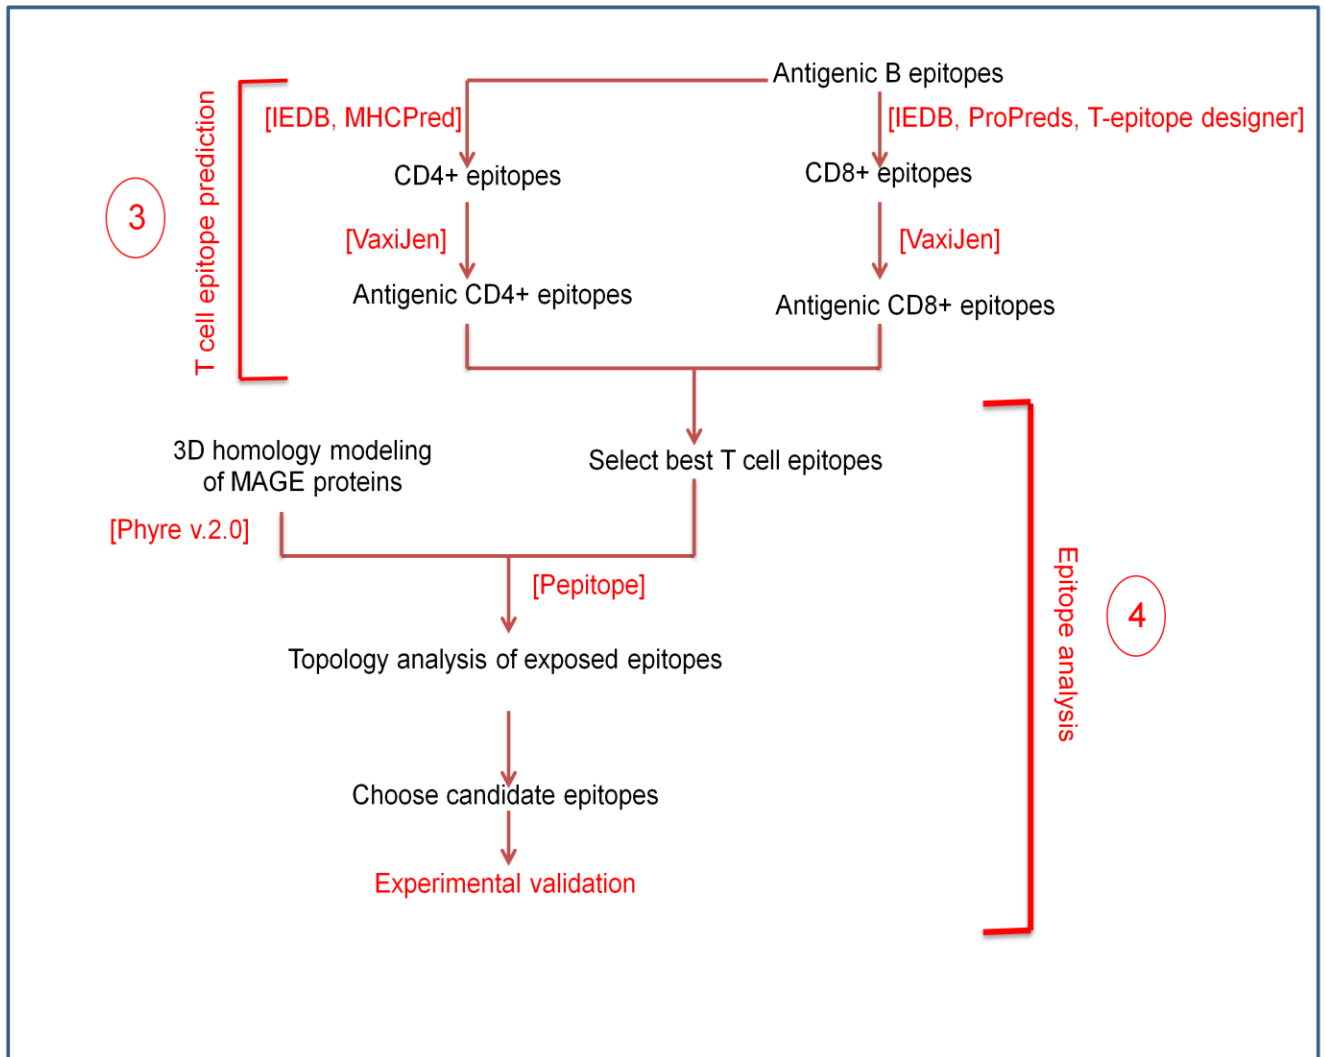 Antigenic B epitopes
[IEDB, MHCPred]
[IEDB, ProPreds, T-epitope designer]
CD4+ epitopes
CD8+ epitopes
3
T cell epitope prediction
[VaxiJen]
[VaxiJen]
Antigenic CD4+ epitopes
Antigenic CD8+ epitopes
3D homology modeling
of MAGE proteins
Select best T cell epitopes
[Phyre v.2.0]
[Pepitope]
Epitope analysis
4
Topology analysis of exposed epitopes
Choose candidate epitopes
Experimental validation